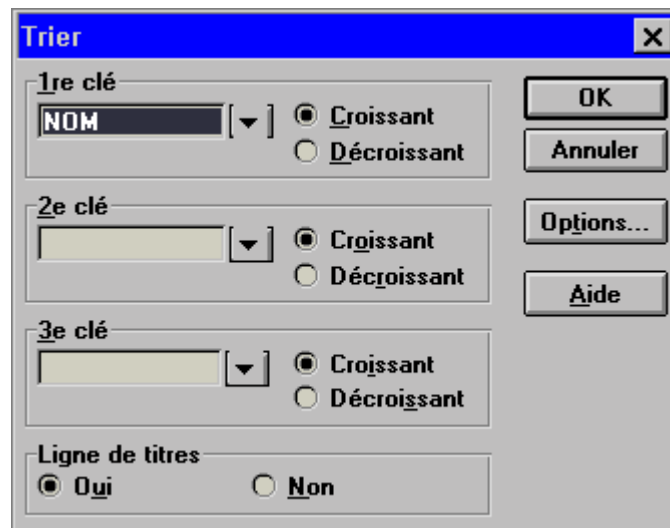 Trier
1re clé
NOM
Croissant
Décroissant
OK
Annuler
2e clé
Croissant
Décroissant
Options...
Aide
3e clé
Croissant
Décroissant
Ligne de titres
Oui
Non